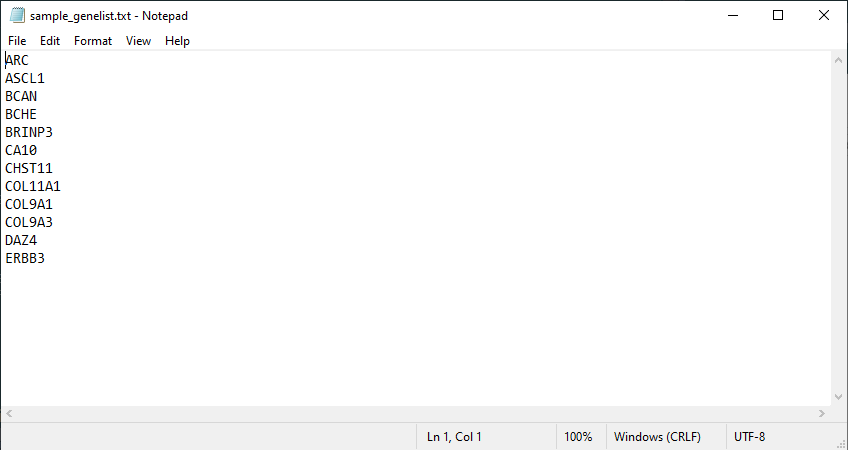 sample_genelist.txt - Notepad
File Edit Format View Help
ARC
ASCL1
BCAN
BCHE
BRINP3
CA10
CHST11
COL11A1
COL9A1
COL9A3
DAZ4
ERBB3
Ln 1, Col 1 100% Windows (CRLF) UTF-8